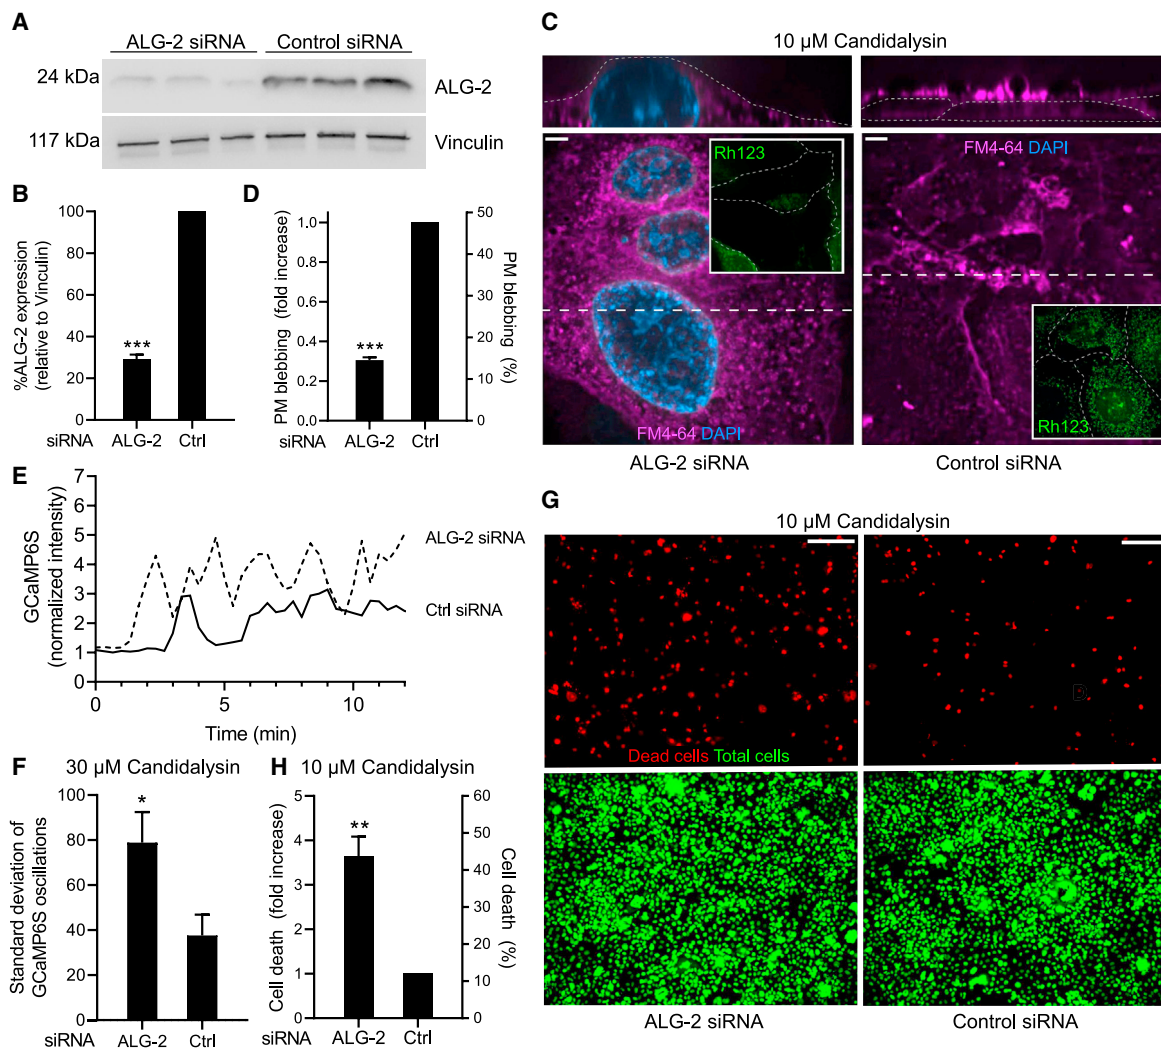 A
ALG-2 siRNA Control siRNA
24 kDa
ALG-2
117 kDa
Vinculin
B
%ALG-2 expression
(relative to Vinculin)
100
80
60
40
20
0
***
siRNA ALG-2 Ctrl
D
PM blebbing (fold increase)
1.0
0.8
0.6
0.4
0.2
0.0
***
50
40
30
20
10
0
PM blebbing (%)
siRNA ALG-2 Ctrl
C
10 µM Candidalysin
Rh123
FM4-64 DAPI
ALG-2 siRNA
FM4-64 DAPI
Rh123
Control siRNA
E
GCaMP6S
(normalized intensity)
7
6
5
4
3
2
1
0
ALG-2 siRNA
Ctrl siRNA
0 5 10
Time (min)
F
30 µM Candidalysin
Standard deviation of
GCaMP6S oscillations
100
80
60
40
20
0
*
siRNA ALG-2 Ctrl
H
10 µM Candidalysin
Cell death (fold increase)
5
4
3
2
1
0
**
60
50
40
30
20
10
0
Cell death (%)
siRNA ALG-2 Ctrl
G
10 µM Candidalysin
D
Dead cells Total cells
ALG-2 siRNA Control siRNA